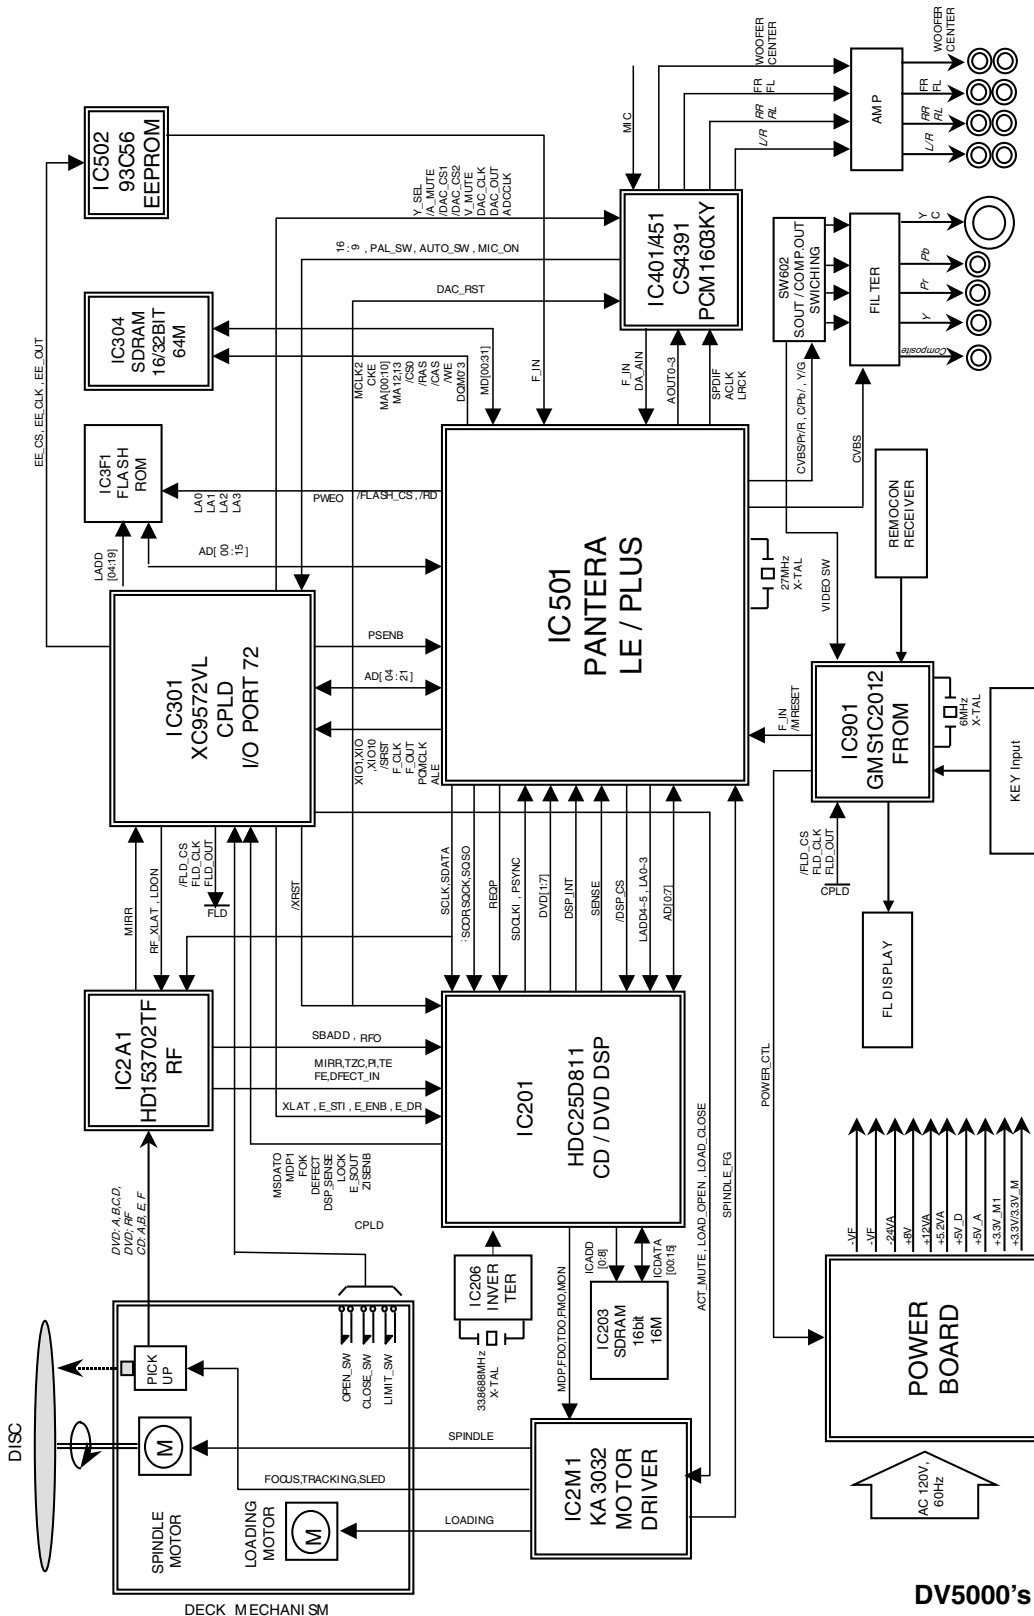 DISC
DECK MECHANISM
SPINDLE
MOTOR
M
LOADING
MOTOR
M
PICK
UP
OPEN_SW
CLOSE_SW
LIMIT_SW
CPLD
DVD: A,B,C,D,
DVD; RF
CD: A,B, E, F
SPINDLE
FOCUS,TRACKING,SLED
LOADING
IC2M1
KA 3032
MOTOR
DRIVER
IC2A1
HD153702TF
RF
MIRR
RF_XLAT , LDON
/FLD_CS
FLD_CLK
FLD_OUT
FLD
/XRST
SBADD , RFO
MIRR,TZC,PI,TE
FE,DFECT_IN
XLAT , E_STI , E_ENB , E_DR
MSDATO
MDP1
FOK
DEFECT
DSP_SENSE
LOCK
E_SOUT
ZISENB
IC206
INVER
TER
33.8688MHz
X-TAL
IC201
HDC25D811
CD / DVD DSP
MDP,FDO,TDO,FMO,MON
ICADD
[0:8]
ICDATA
[00:15]
IC203
SDRAM
16bit
16M
ACT_MUTE , LOAD_OPEN , LOAD_CLOSE
SPINDLE_FG
SCLK,SDATA
;SCOR,SQCK,SQSO
REQP
SDCLKI , PSYNC
DVD[1:7]
DSP_INT
SENSE
/DSP_CS
LADD4~5 , LA0~3
AD[0:7]
IC301
XC9572VL
CPLD
I/O PORT 72
EE_CS , EE_CLK , EE_OUT
LADD
[04:19]
AD[ 00 : 15 ]
PSENB
AD[ 04 : 21 ]
XIO1,XIO
,XIO10
/SRST
F_CLK
F_OUT
PCMCLK
ALE
IC3F1
FLASH
ROM
LA0
LA1
LA2
LA3
PWEO
/FLASH_CS , /RD
IC304
SDRAM
16/32BIT
64M
MCLK2
CKE
MA[00:10]
MA12,13
/CS0
/RAS
/CAS
/WE
DQM0'3
MD[00:31]
IC502
93C56
EEPROM
F_IN
IC501
PANTERA
LE / PLUS
27MHz
X-TAL
16 : 9 , PAL_SW , AUTO_SW , MIC_ON
DAC_RST
Y_SEL
/A_MUTE
/DAC_CS1
/DAC_CS2
V_MUTE
DAC_CLK
DAC_OUT
ADCCLK
MIC
IC401/451
CS4391
PCM1603KY
F_IN
DA_AIN
AOUT0~3
SPDIF
ACLK
LRCK
WOOFER
CENTER
FR
FL
RR
RL
L/R
AMP
WOOFER
CENTER
FR
FL
RR
RL
L/R
SW602
S.OUT / COMP.OUT
SWICHING
CVBS/Pr/R , C/Pb/ , Y/G
CVBS
VIDEO SW
FILTER
Y
C
Pb
Pr
Y
Composite
REMOCON
RECEIVER
F_IN
/MRESET
IC901
GMS1C2012
FROM
6MHz
X-TAL
KEY Input
/FLD_CS
FLD_CLK
FLD_OUT
CPLD
FL DISPLAY
POWER_CTL
-VF
-VF
-24VA
+8V
+12VA
+5.2VA
+5V_D
+5V_A
+3.3V_M1
+3.3V/3.3V_M
POWER
BOARD
AC 120V,
60Hz
DV5000's